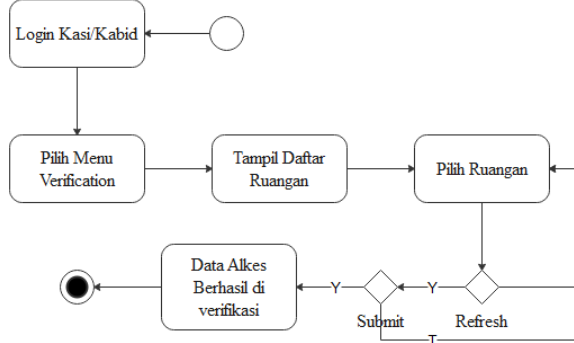 Login Kasi/Kabid
Pilih Menu
Verification
Tampil Daftar
Ruangan
Pilih Ruangan
Data Alkes
Berhasil di
verifikasi
Y
Y
Submit
Refresh
T